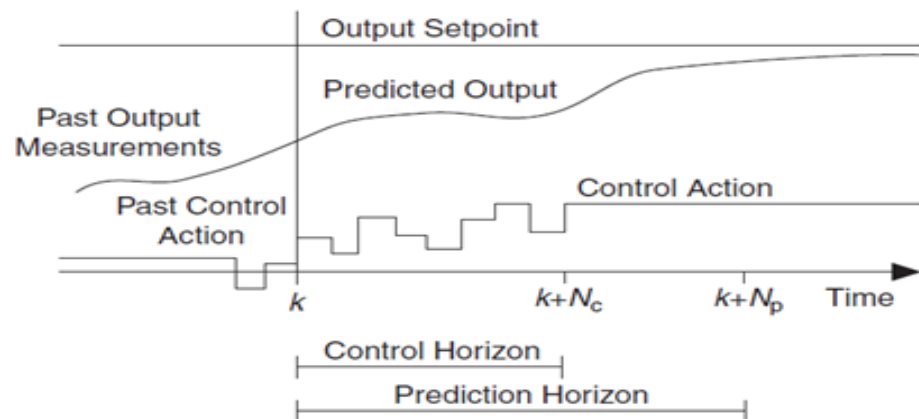 Output Setpoint
Predicted Output
Past Output
Measurements
Control Action
Past Control
Action
k
k+Nc
k+Np
Time
Control Horizon
Prediction Horizon